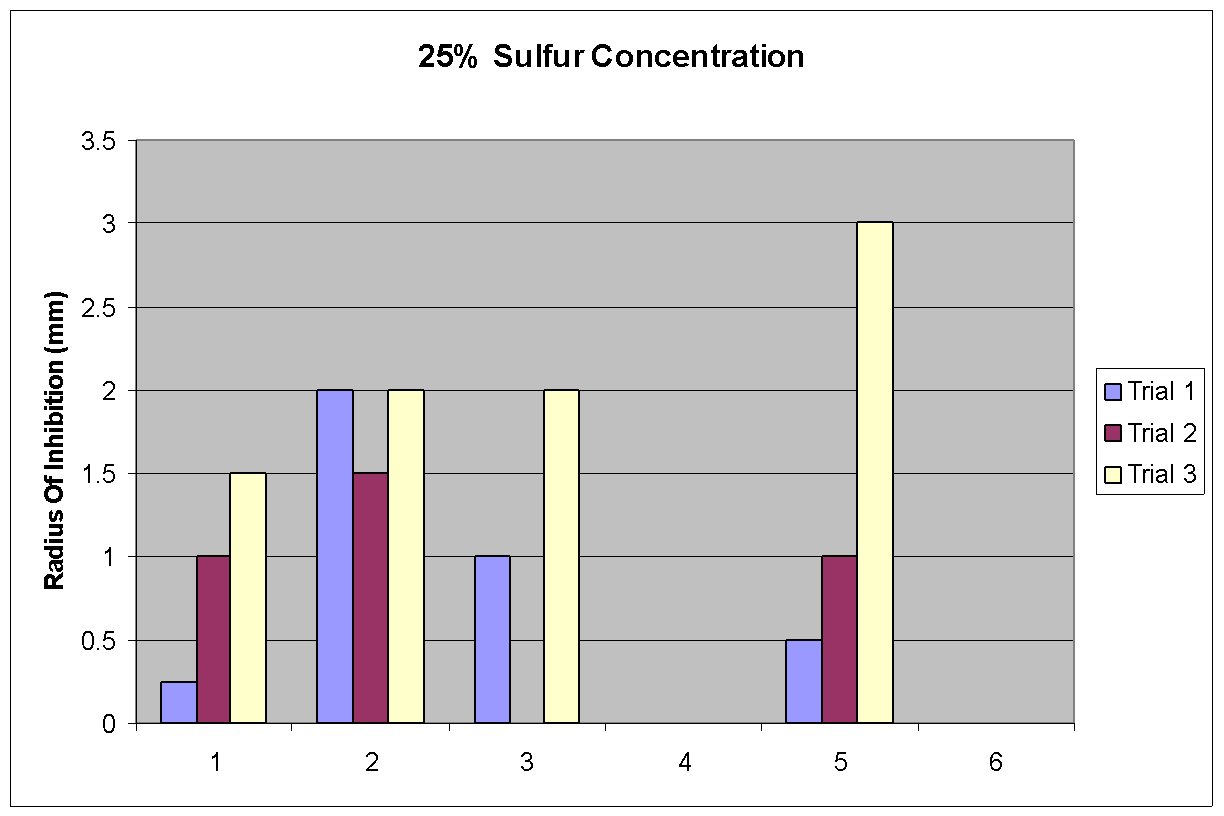 25% Sulfur Concentration
3.5
3
2.5
2
1.5
1
0.5
0
Radius Of Inhibition (mm)
1 2 3 4 5 6
Trial 1
Trial 2
Trial 3